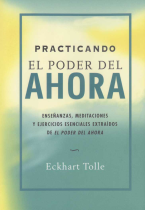 PRACTICANDO
EL PODER DEL
AHORA
ENSEÑANZAS, MEDITACIONES
Y EJERCICIOS ESENCIALES EXTRAÍDOS
DE EL PODER DEL AHORA
Eckhart Tolle